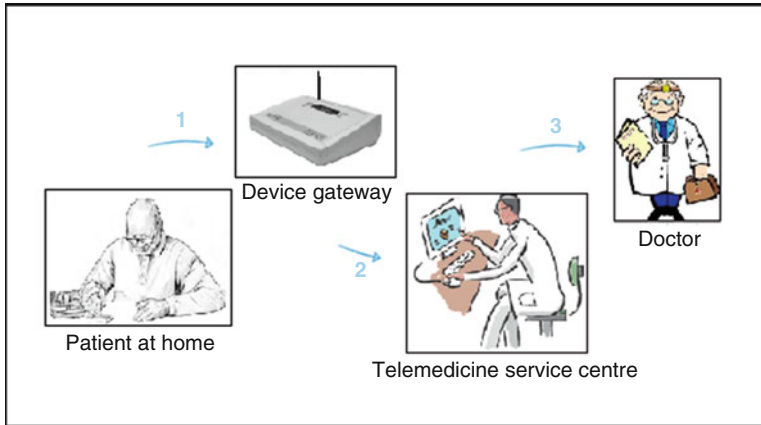 1
3
Device gateway
2
Doctor
Patient at home
Telemedicine service centre